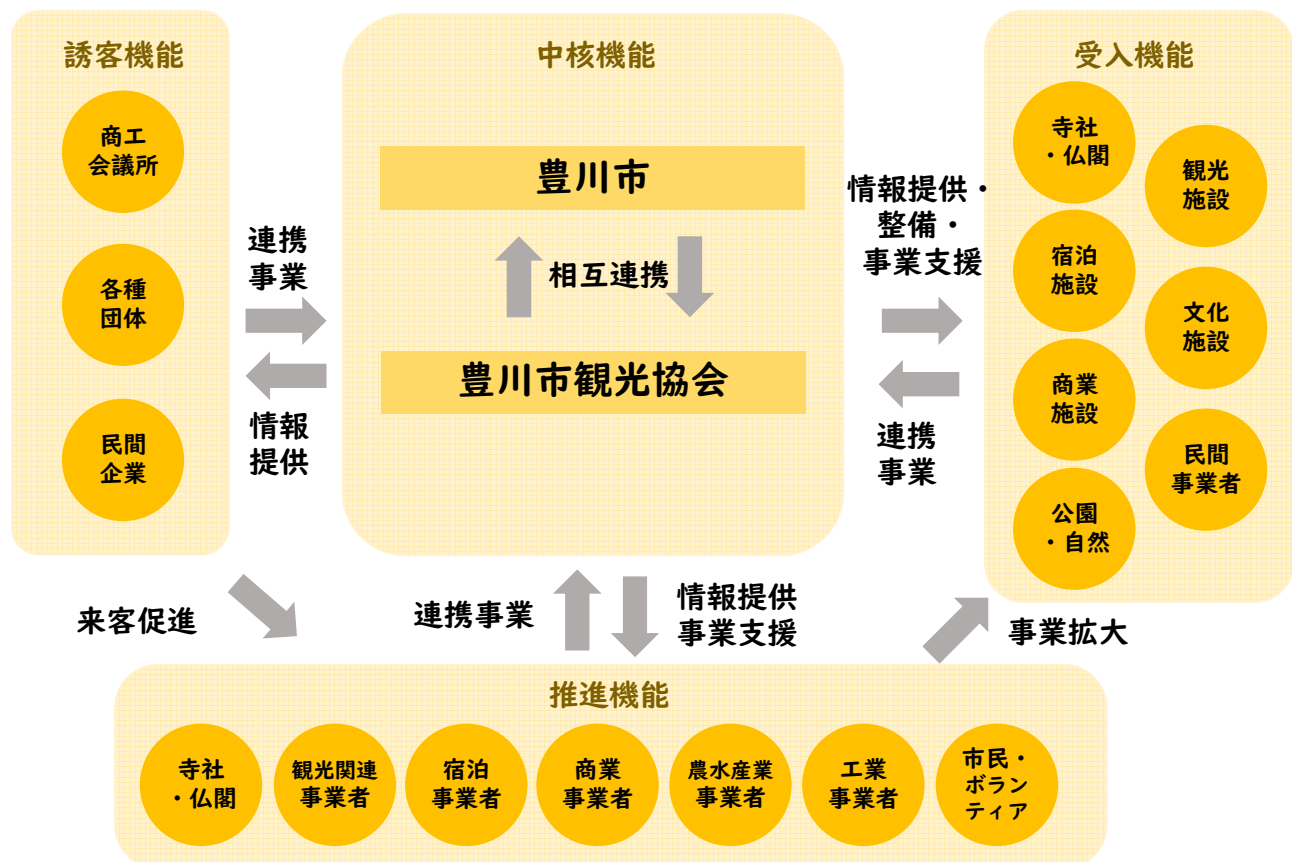 誘客機能
商工
会議所
各種
団体
民間
企業
連携
事業
情報
提供
中核機能
豊川市
相互連携
豊川市観光協会
情報提供・
整備・
事業支援
連携
事業
受入機能
寺社
・仏閣
観光
施設
宿泊
施設
文化
施設
商業
施設
民間
事業者
公園
・自然
来客促進
連携事業
情報提供
事業支援
事業拡大
推進機能
寺社
・仏閣
観光関連
事業者
宿泊
事業者
商業
事業者
農水産業
事業者
工業
事業者
市民・
ボラン
ティア